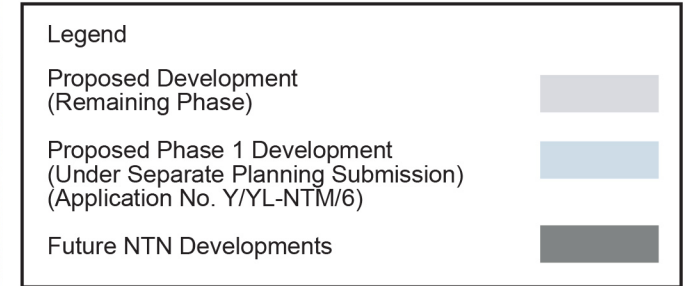 Legend
Proposed Development
(Remaining Phase)
Proposed Phase 1 Development
(Under Separate Planning Submission)
(Application No. Y/YL-NTM/6)
Future NTN Developments